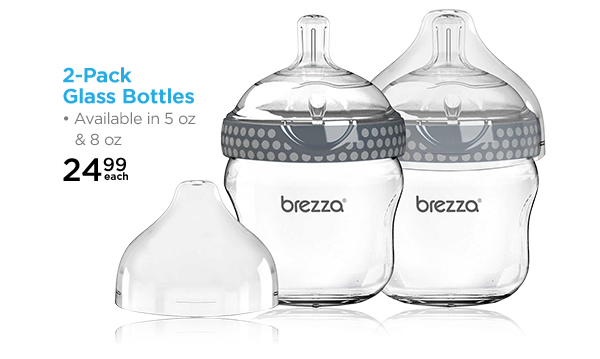 2-Pack
Glass Bottles
• Available in 5 oz
& 8 oz
24.99
each
brezza®
brezza®